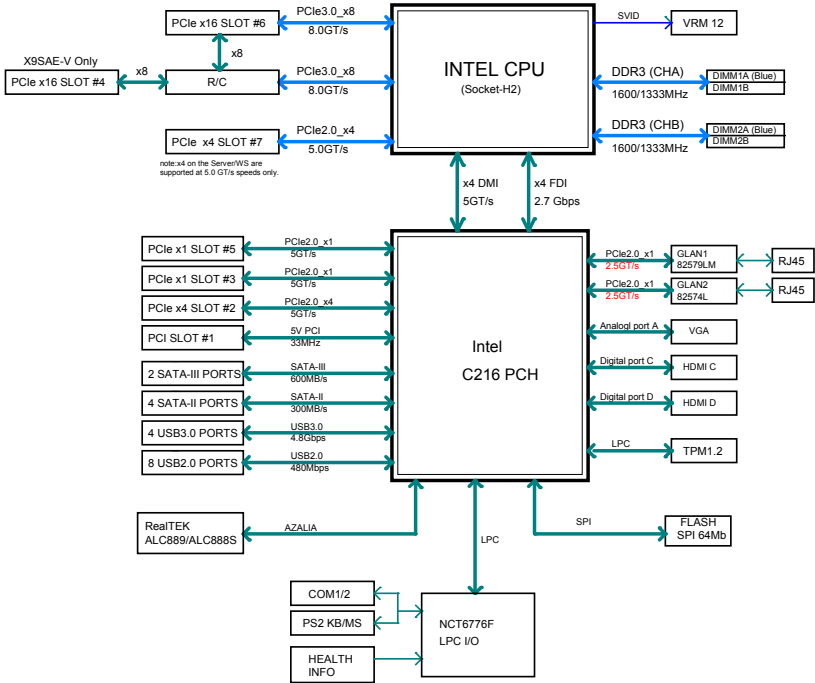 PCIe x16 SLOT #6
PCIe3.0_x8
8.0GT/s
SVID
VRM 12
x8
X9SAE-V Only
PCIe x16 SLOT #4
x8
R/C
PCIe3.0_x8
8.0GT/s
INTEL CPU
(Socket-H2)
DDR3 (CHA)
1600/1333MHz
DIMM1A (Blue)
DIMM1B
PCIe x4 SLOT #7
PCIe2.0_x4
5.0GT/s
note:x4 on the Server/WS are
supported at 5.0 GT/s speeds only.
DDR3 (CHB)
1600/1333MHz
DIMM2A (Blue)
DIMM2B
x4 DMI
5GT/s
x4 FDI
2.7 Gbps
PCIe x1 SLOT #5
PCIe2.0_x1
5GT/s
PCIe x1 SLOT #3
PCIe2.0_x1
5GT/s
PCIe x4 SLOT #2
PCIe2.0_x4
5GT/s
PCI SLOT #1
5V PCI
33MHz
2 SATA-III PORTS
SATA-III
600MB/s
4 SATA-II PORTS
SATA-II
300MB/s
4 USB3.0 PORTS
USB3.0
4.8Gbps
8 USB2.0 PORTS
USB2.0
480Mbps
Intel
C216 PCH
PCIe2.0_x1
2.5GT/s
GLAN1
82579LM
RJ45
PCIe2.0_x1
2.5GT/s
GLAN2
82574L
RJ45
Analogl port A
VGA
Digital port C
HDMI C
Digital port D
HDMI D
LPC
TPM1.2
RealTEK
ALC889/ALC888S
AZALIA
LPC
SPI
FLASH
SPI 64Mb
COM1/2
PS2 KB/MS
HEALTH
INFO
NCT6776F
LPC I/O